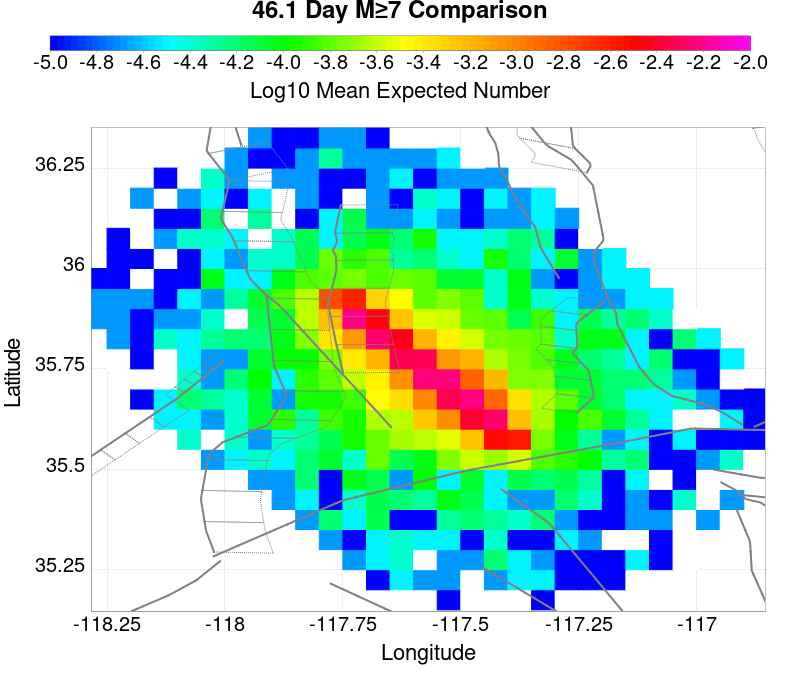 46.1 Day M≥7 Comparison
-5.0 -4.8 -4.6 -4.4 -4.2 -4.0 -3.8 -3.6 -3.4 -3.2 -3.0 -2.8 -2.6 -2.4 -2.2 -2.0
Log10 Mean Expected Number
36.25
36
35.75
35.5
35.25
Latitude
-118.25 -118 -117.75 -117.5 -117.25 -117
Longitude